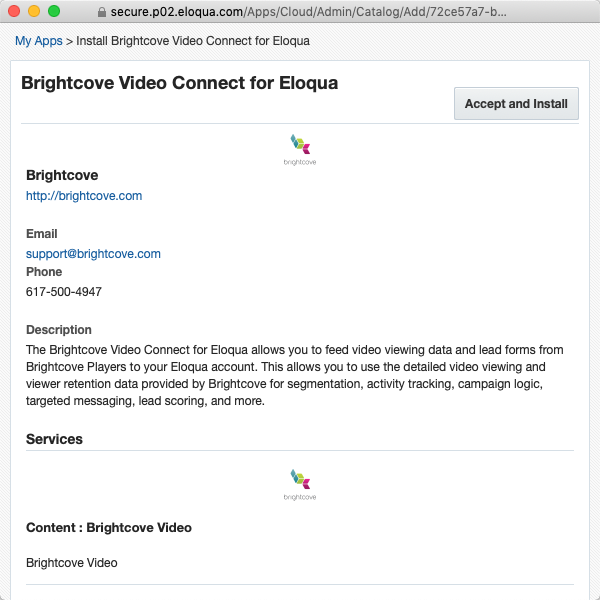 secure.p02.eloqua.com/Apps/Cloud/Admin/Catalog/Add/72ce57a7-b...
My Apps > Install Brightcove Video Connect for Eloqua
Brightcove Video Connect for Eloqua
Accept and Install
brightcove
Brightcove
http://brightcove.com
Email
support@brightcove.com
Phone
617-500-4947
Description
The Brightcove Video Connect for Eloqua allows you to feed video viewing data and lead forms from
Brightcove Players to your Eloqua account. This allows you to use the detailed video viewing and
viewer retention data provided by Brightcove for segmentation, activity tracking, campaign logic,
targeted messaging, lead scoring, and more.
Services
brightcove
Content : Brightcove Video
Brightcove Video